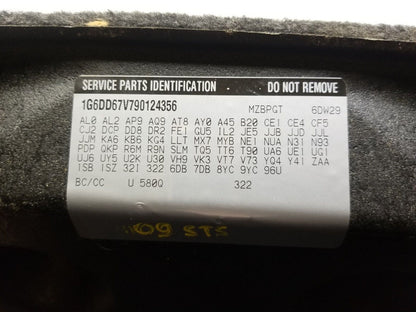 SERVICE PARTS IDENTIFICATION DO NOT REMOVE
1G6DD67V790124356 MZBPGT 6DW29
AL0 AL2 AP9 AQ9 AT8 AY0 A45 B20 CE1 CE4 CF5
CJ2 DCP DD8 DR2 FE1 GU5 IL2 JE5 JJB JJD JJL
JJM KA6 KB6 KG4 LLT MX7 MYB NE1 NUA N31 N93
PDP QKP R6M R9N SLM TQ5 TT6 T90 UA6 UE1 UG1
UJ6 UY5 U2K U30 VH9 VK3 VT7 V73 YQ4 Y41 ZAA
1SB 1SZ 321 322 6DB 7DB 8YC 9YC 96U
BC/CC U 580Q 322
09 STS